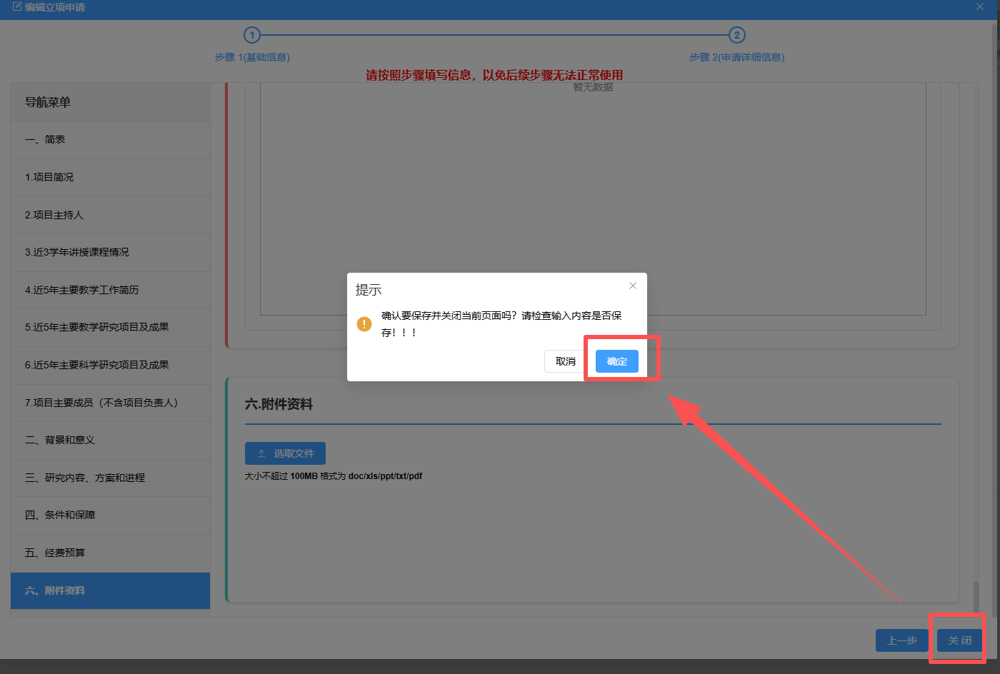 编辑立项申请
1
2
步骤 1(基础信息)
步骤 2(申请详细信息)
请按照步骤填写信息，以免后续步骤无法正常使用
导航菜单
一、简表
1.项目简况
2.项目主持人
3.近3学年讲授课程情况
4.近5年主要教学工作简历
5.近5年主要教学研究项目及成果
6.近5年主要科学研究项目及成果
7.项目主要成员（不含项目负责人）
二、背景和意义
三、研究内容、方案和进程
四、条件和保障
五、经费预算
六、附件资料
暂无数据
提示
确认要保存并关闭当前页面吗？请检查输入内容是否保
存！！！
取消
确定
六.附件资料
选取文件
大小不超过 100MB 格式为 doc/xls/ppt/txt/pdf
上一步
关 闭